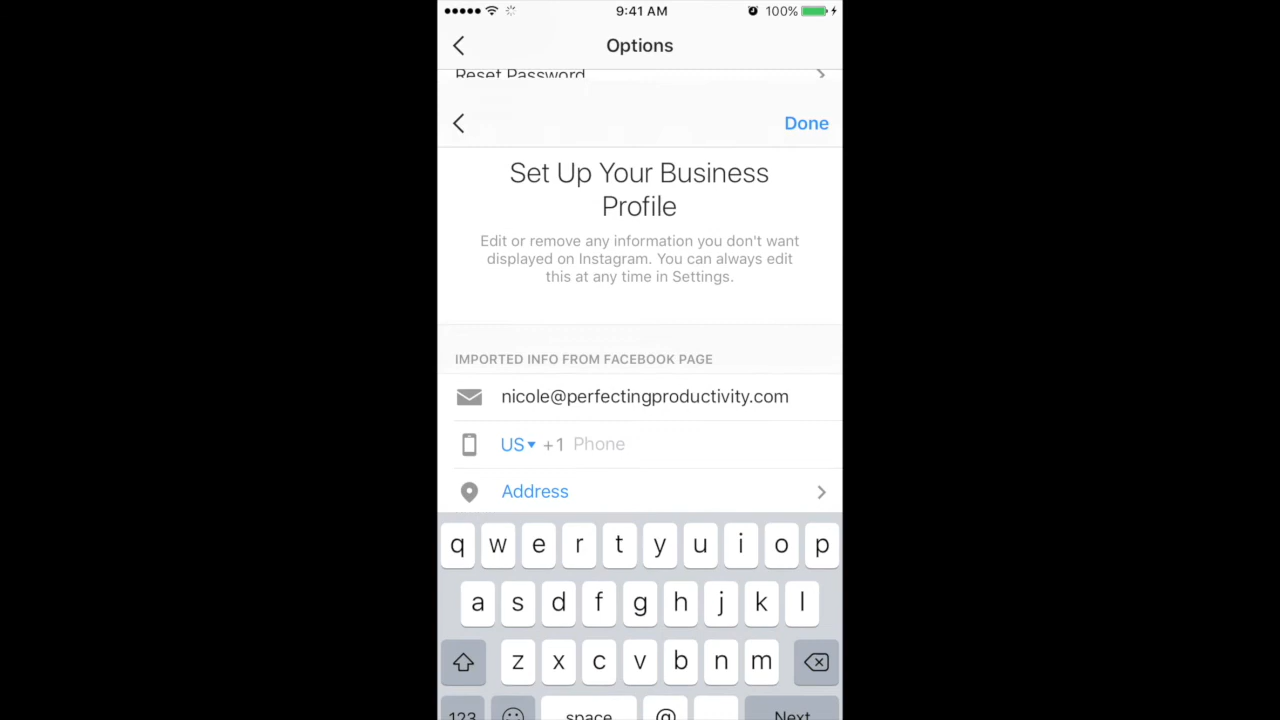 9:41 AM
100%
Options
Reset Password
Done
Set Up Your Business
Profile
Edit or remove any information you don't want
displayed on Instagram. You can always edit
this at any time in Settings.
IMPORTED INFO FROM FACEBOOK PAGE
nicole@perfectingproductivity.com
US +1 Phone
Address
q w e r t y u i o p
a s d f g h j k l
z x c v b n m
123 space @ Next